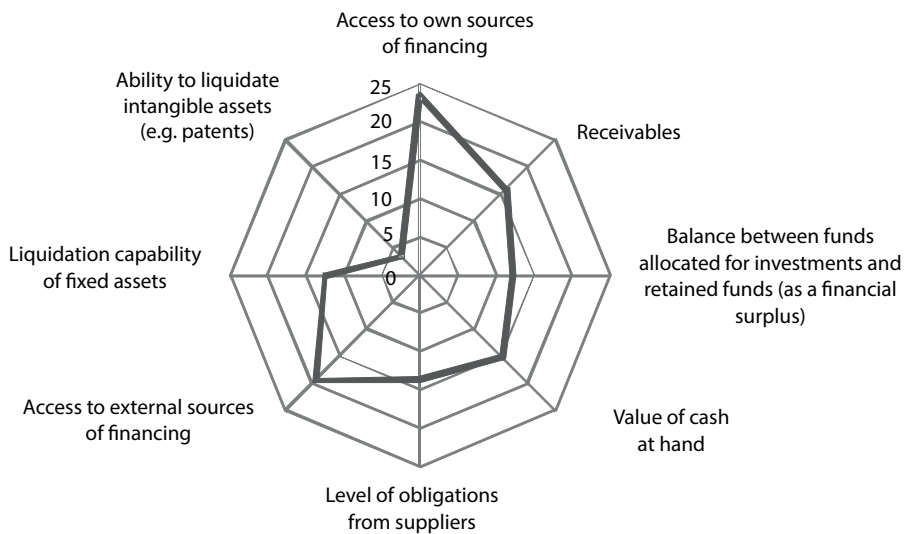 Access to own sources
of financing
Ability to liquidate
intangible assets
(e.g. patents)
25
20
15
10
5
0
Receivables
Liquidation capability
of fixed assets
Balance between funds
allocated for investments and
retained funds (as a financial
surplus)
Access to external sources
of financing
Value of cash
at hand
Level of obligations
from suppliers